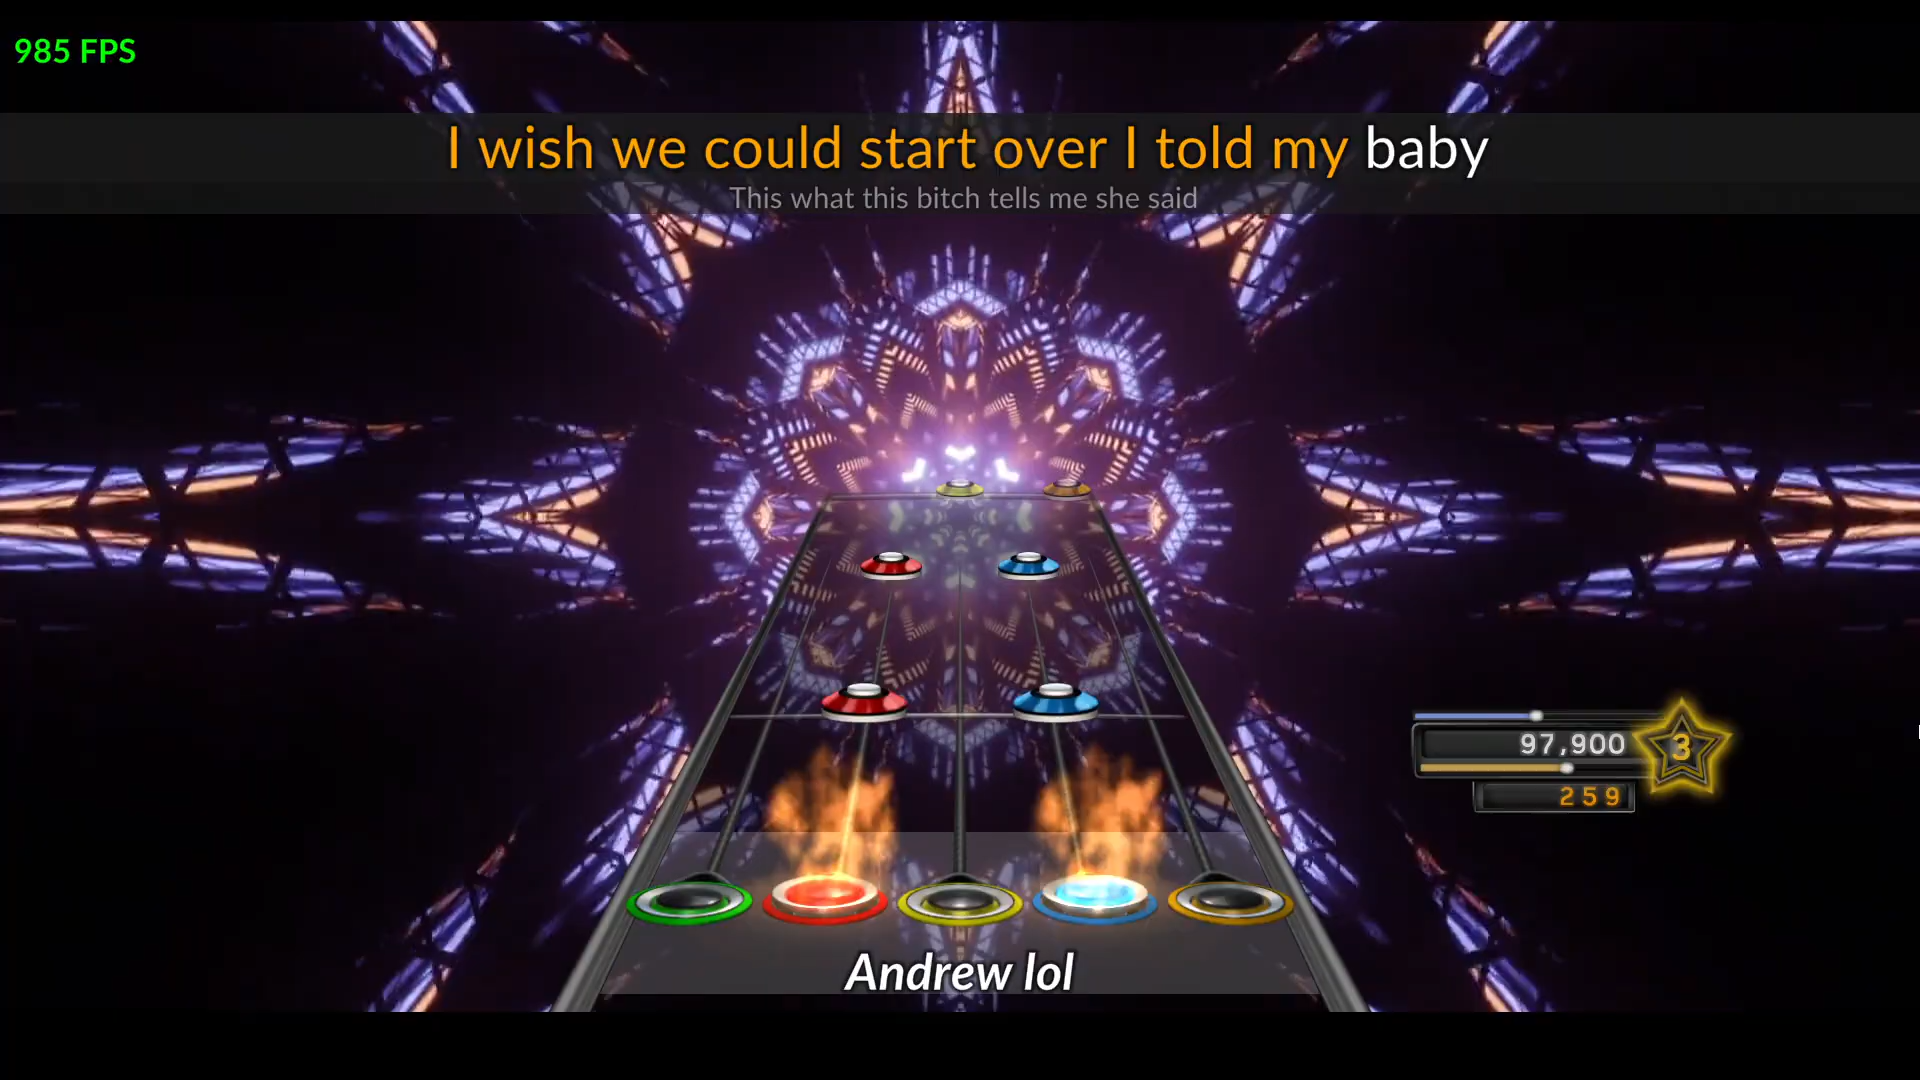 985 FPS
I wish we could start over I told my baby
This what this bitch tells me she said
97,900
3
259
Andrew lol